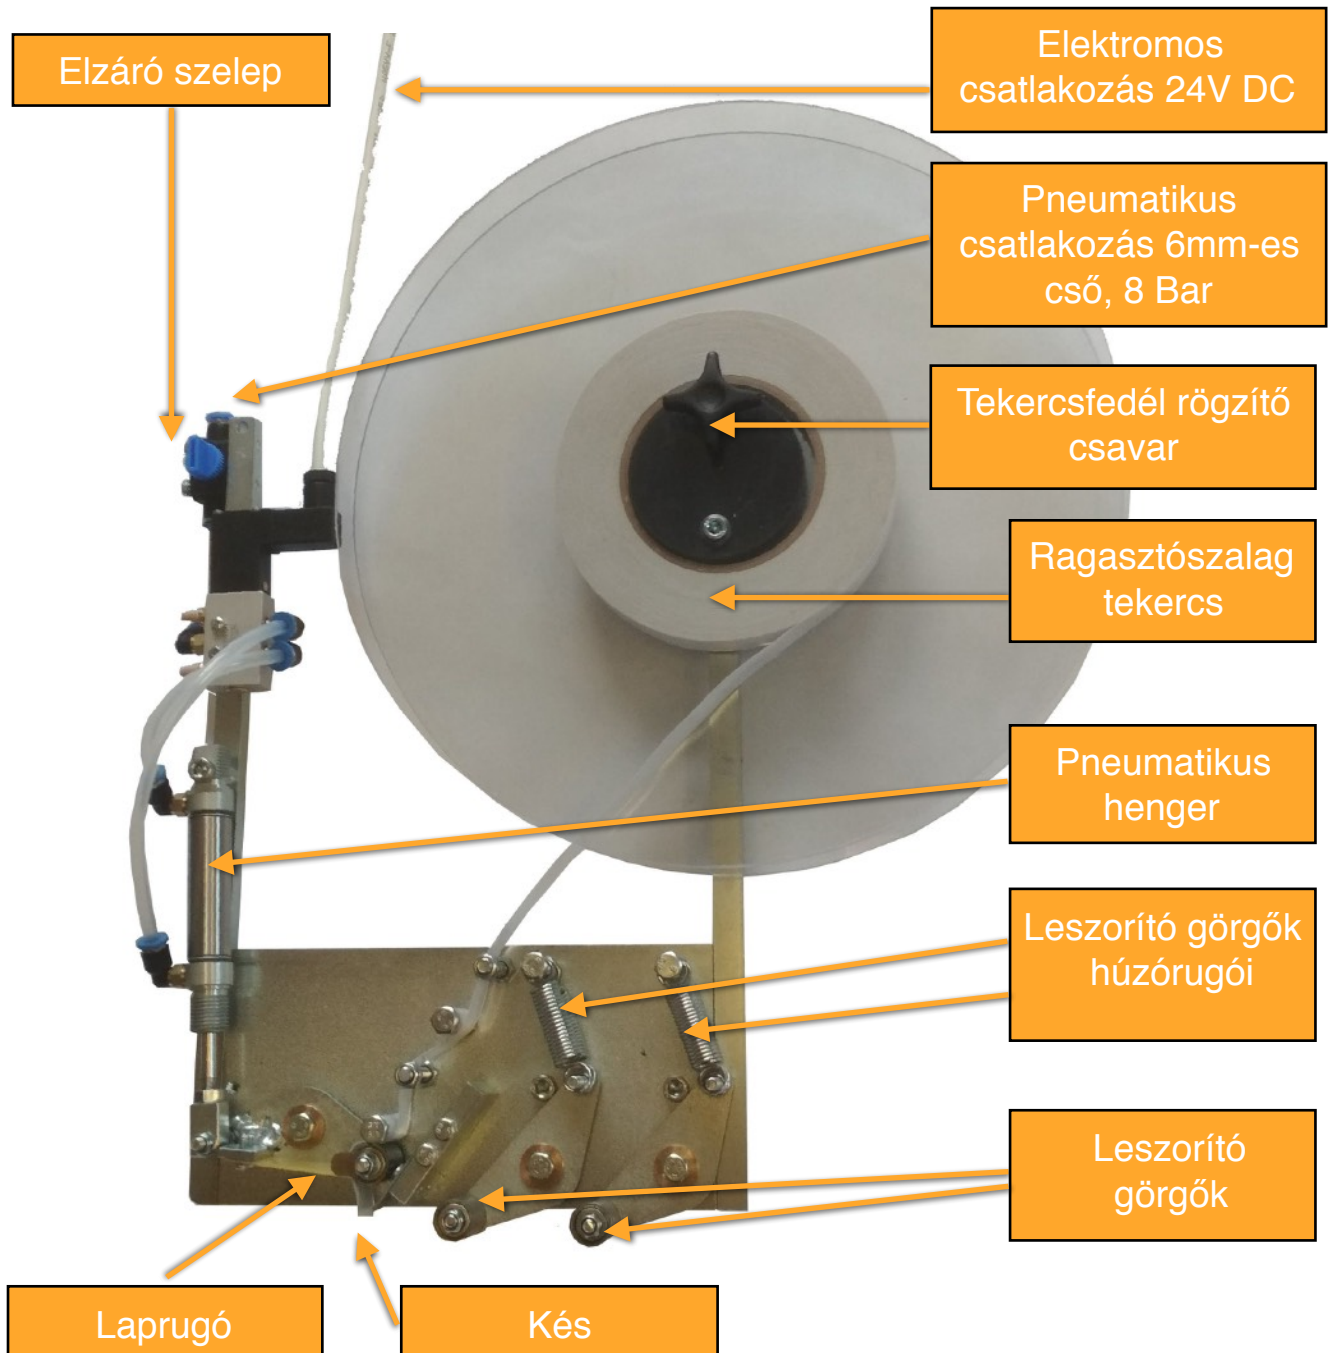 Elzáró szelep
Elektromos
csatlakozás 24V DC
Pneumatikus
csatlakozás 6mm-es
cső, 8 Bar
Tekercsfedél rögzítő
csavar
Ragasztószalag
tekercs
Pneumatikus
henger
Leszorító görgők
húzórugói
Leszorító
görgők
Laprugó
Kés